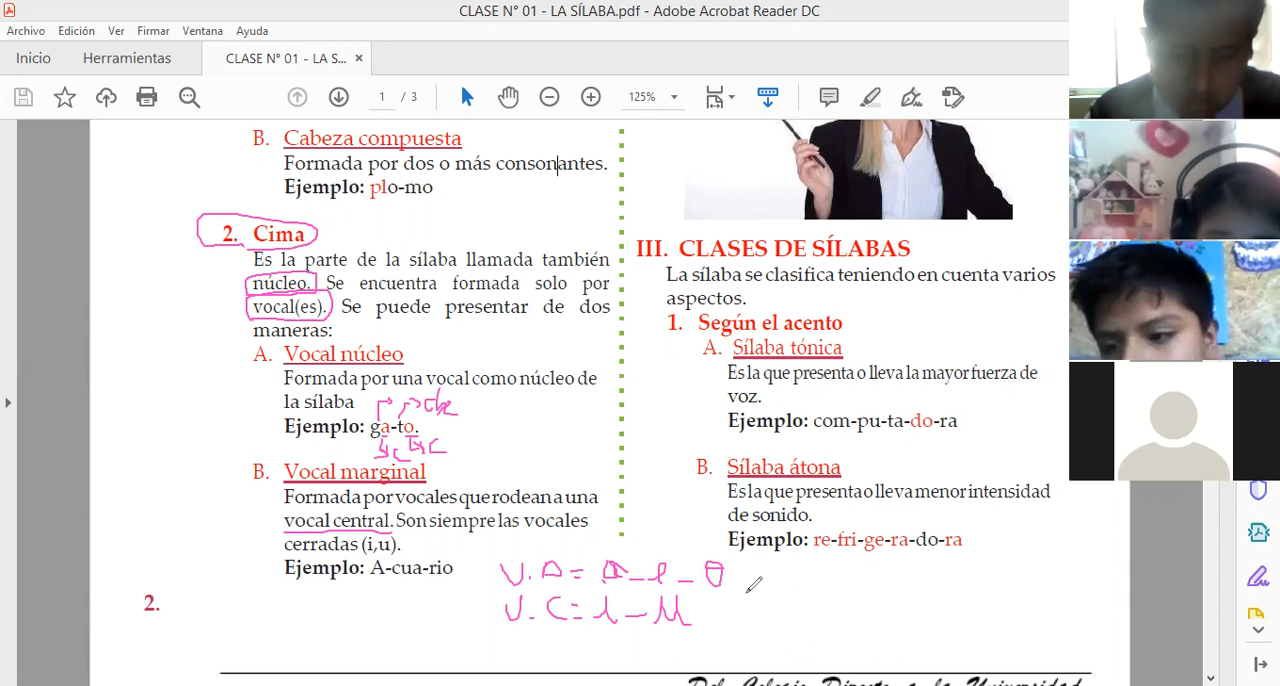 CLASE N° 01 - LA SÍLABA.pdf - Adobe Acrobat Reader DC
Archivo Edición Ver Firmar Ventana Ayuda
Inicio Herramientas CLASE N° 01 - LA S... ×
1 / 3 125%
B. Cabeza compuesta
Formada por dos o más consonantes.
Ejemplo: plo-mo
2. Cima
Es la parte de la sílaba llamada también
núcleo. Se encuentra formada solo por
vocal(es). Se puede presentar de dos
maneras:
A. Vocal núcleo
Formada por una vocal como núcleo de
la sílaba
Ejemplo: ga-to.
B. Vocal marginal
Formada por vocales que rodean a una
vocal central. Son siempre las vocales
cerradas (i,u).
Ejemplo: A-cua-rio
2.
V.A = a - e - o
V.C = i - u
III. CLASES DE SÍLABAS
La sílaba se clasifica teniendo en cuenta varios
aspectos.
1. Según el acento
A. Sílaba tónica
Es la que presenta o lleva la mayor fuerza de
voz.
Ejemplo: com-pu-ta-do-ra
B. Sílaba átona
Es la que presenta o lleva menor intensidad
de sonido.
Ejemplo: re-fri-ge-ra-do-ra